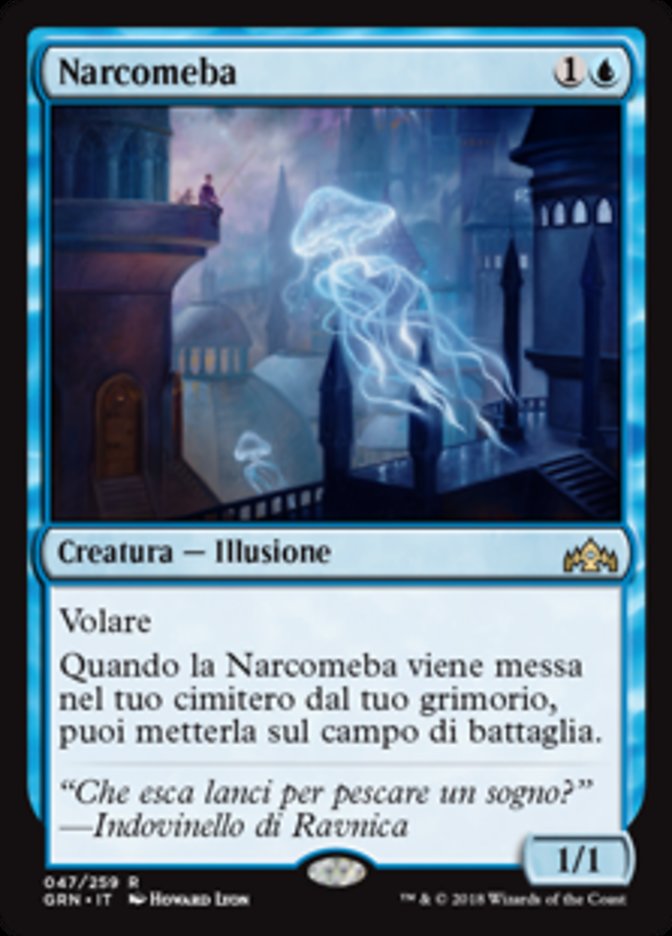 Narcomeba 1
Creatura — Illusione
Volare
Quando la Narcomeba viene messa
nel tuo cimitero dal tuo grimorio,
puoi metterla sul campo di battaglia.
“Che esca lanci per pescare un sogno?”
—Indovinello di Ravnica
1/1
047/259 R
GRN • IT Howard Lyon ™ & © 2018 Wizards of the Coast